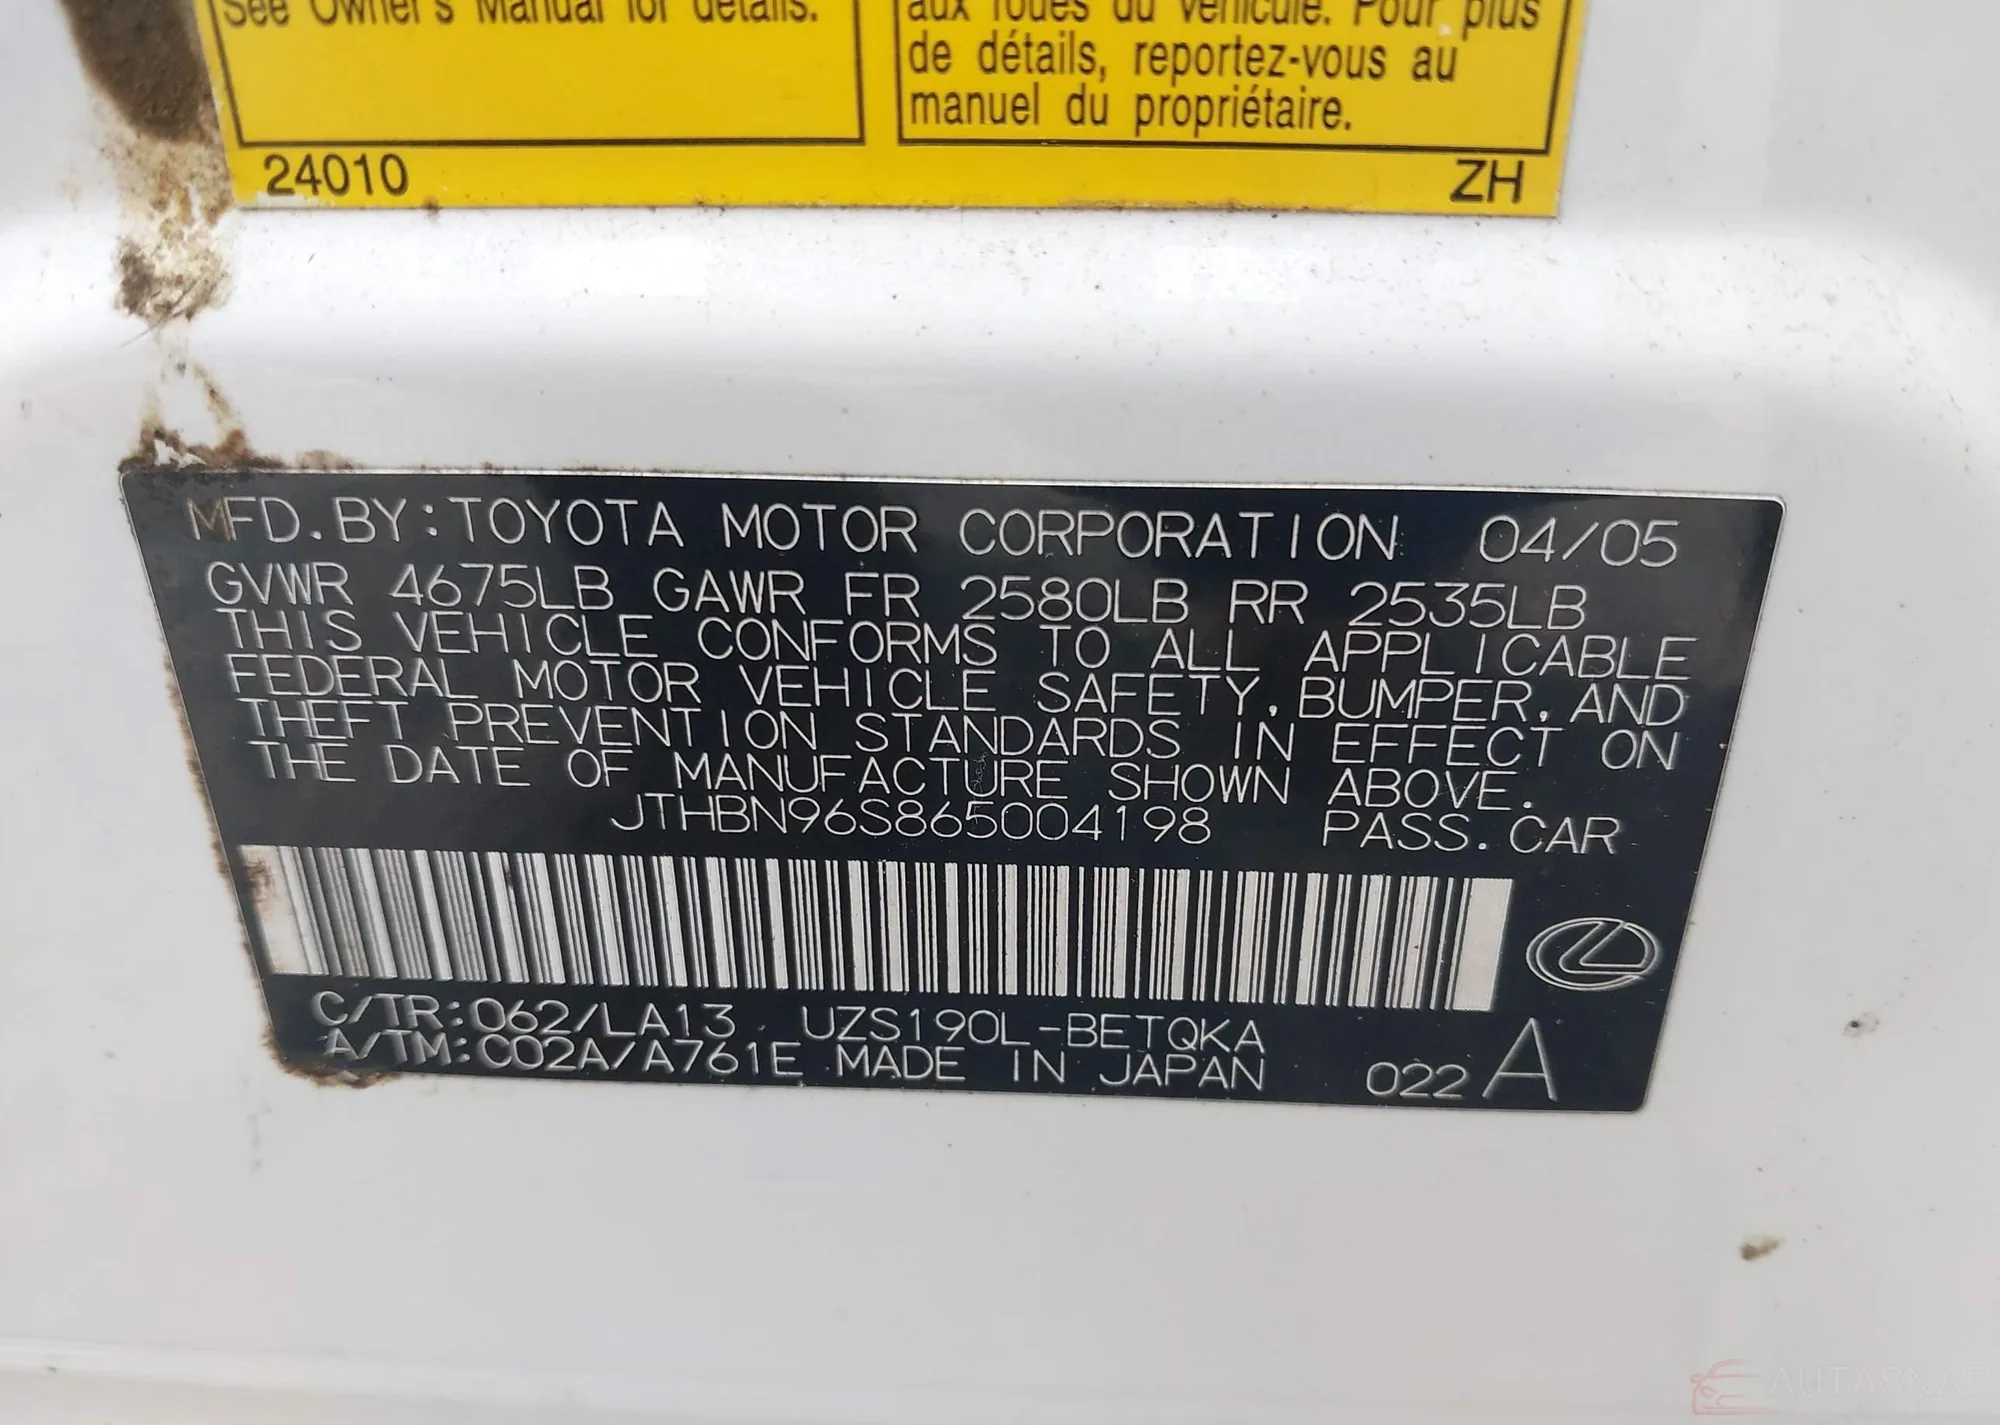 See Owner's Manual for details.
aux roues du véhicule. Pour plus
de détails, reportez-vous au
manuel du propriétaire.
24010
ZH
MFD.BY:TOYOTA MOTOR CORPORATION 04/05
GVWR 4675LB GAWR FR 2580LB RR 2535LB
THIS VEHICLE CONFORMS TO ALL APPLICABLE
FEDERAL MOTOR VEHICLE SAFETY,BUMPER,AND
THEFT PREVENTION STANDARDS IN EFFECT ON
THE DATE OF MANUFACTURE SHOWN ABOVE.
JTHBN96S865004198 PASS.CAR
C/TR:062/LA13 UZS190L-BETQKA
A/TM:C02A/A761E MADE IN JAPAN 022 A
AUTASNAP